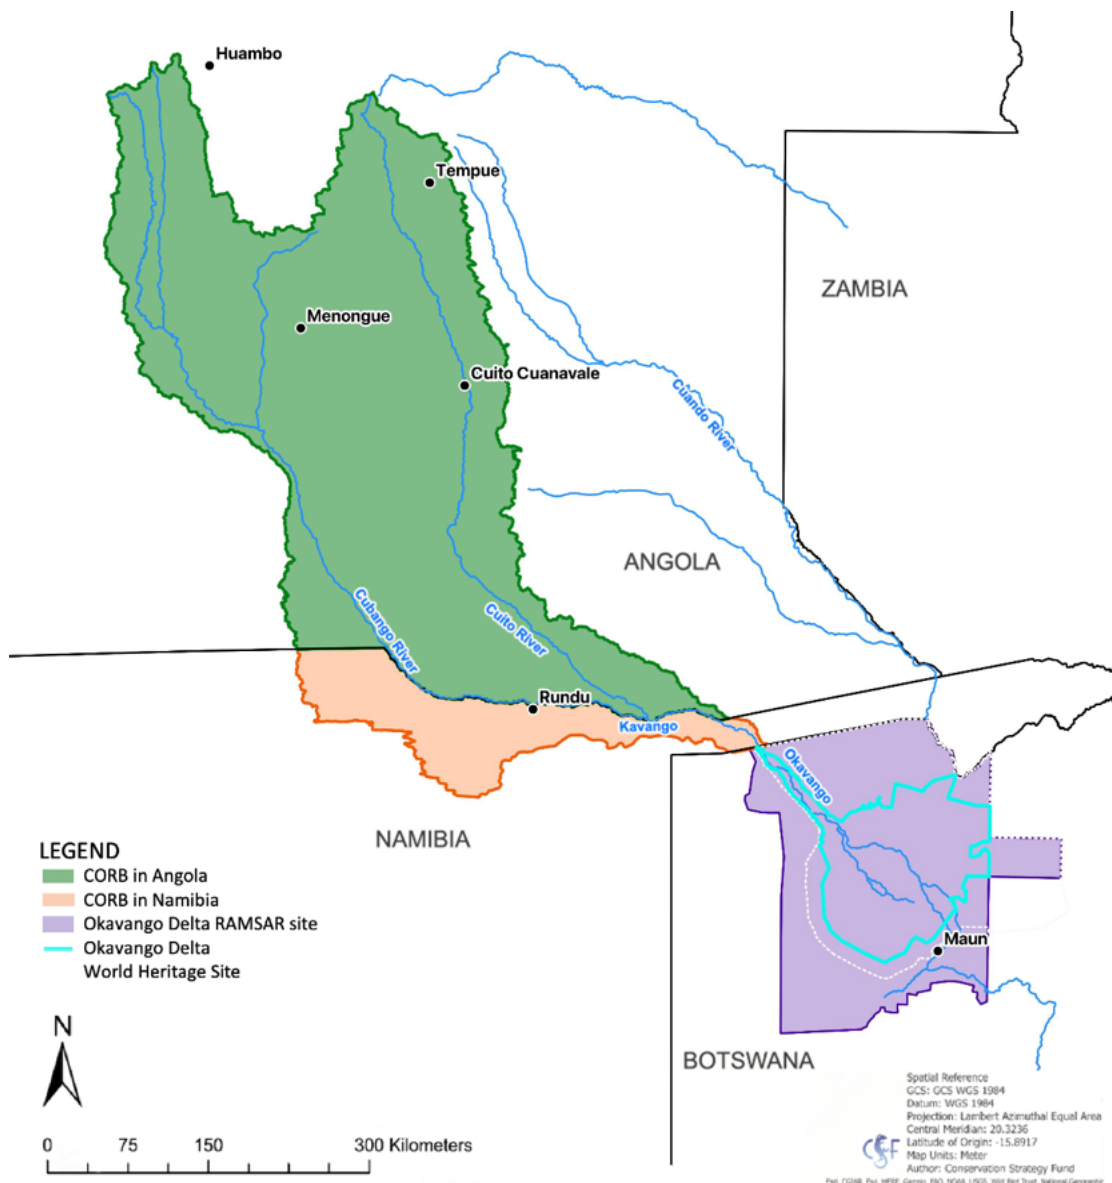 Huambo
Tempue
ZAMBIA
Menongue
Cuito Cuanavale
Cuando River
ANGOLA
Cubango River
Cuito River
Rundu
Kavango
Okavango
NAMIBIA
LEGEND
CORB in Angola
CORB in Namibia
Okavango Delta RAMSAR site
Okavango Delta
World Heritage Site
Maun
N
BOTSWANA
0 75 150 300 Kilometers
Spatial Reference
GCS: GCS WGS 1984
Datum: WGS 1984
Projection: Lambert Azimuthal Equal Area
Central Meridian: 20.3236
Latitude of Origin: -15.8917
Map Units: Meter
Author: Conservation Strategy Fund
CSF